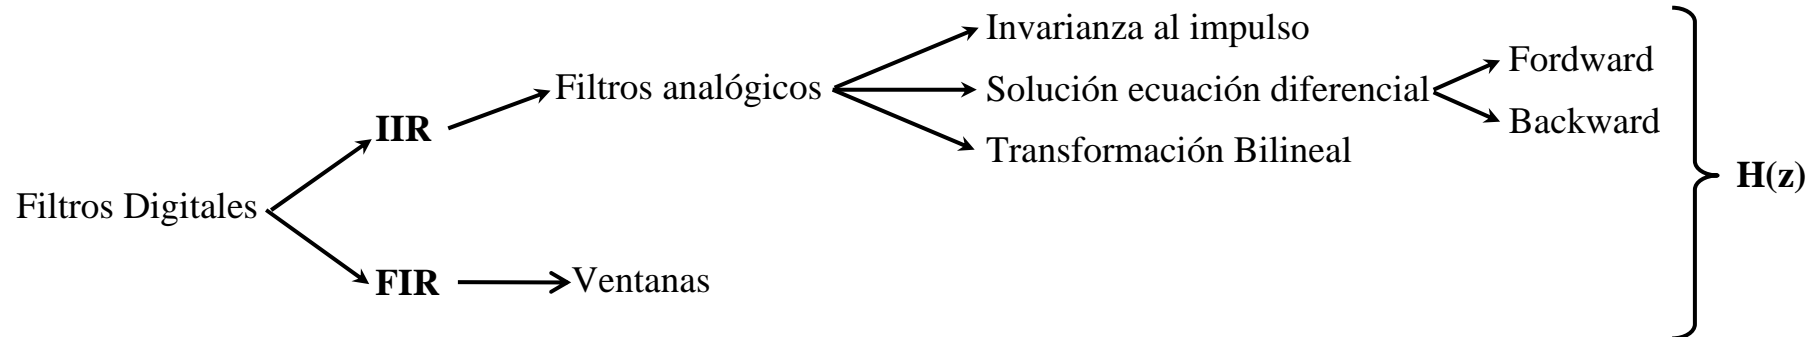 Filtros Digitales
IIR
Filtros analógicos
Invarianza al impulso
Solución ecuación diferencial
Fordward
Backward
Transformación Bilineal
FIR
Ventanas
H(z)